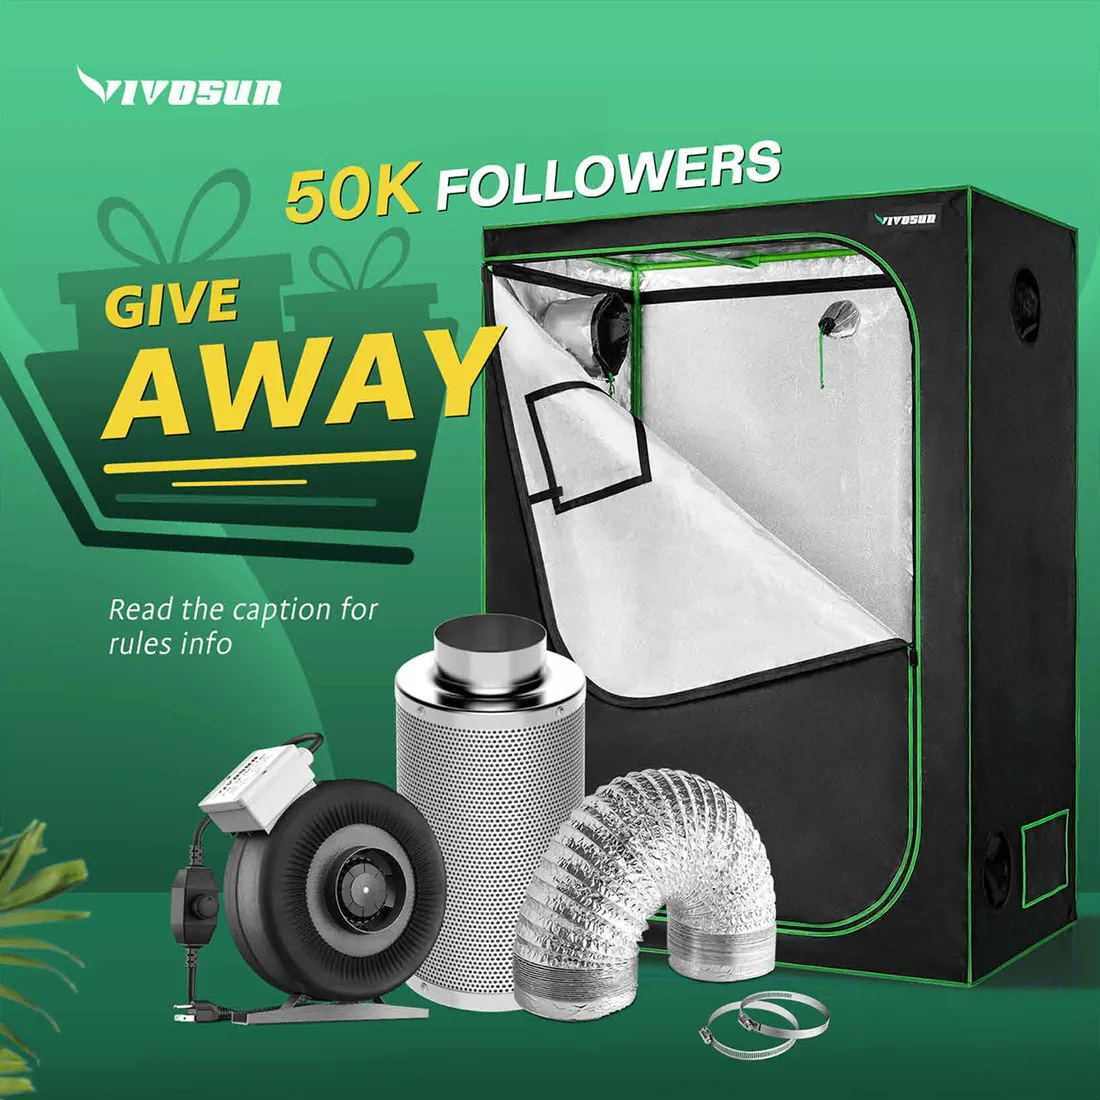 VIVOSUN
50K FOLLOWERS
VIVOSUN
GIVE
AWAY
Read the caption for
rules info